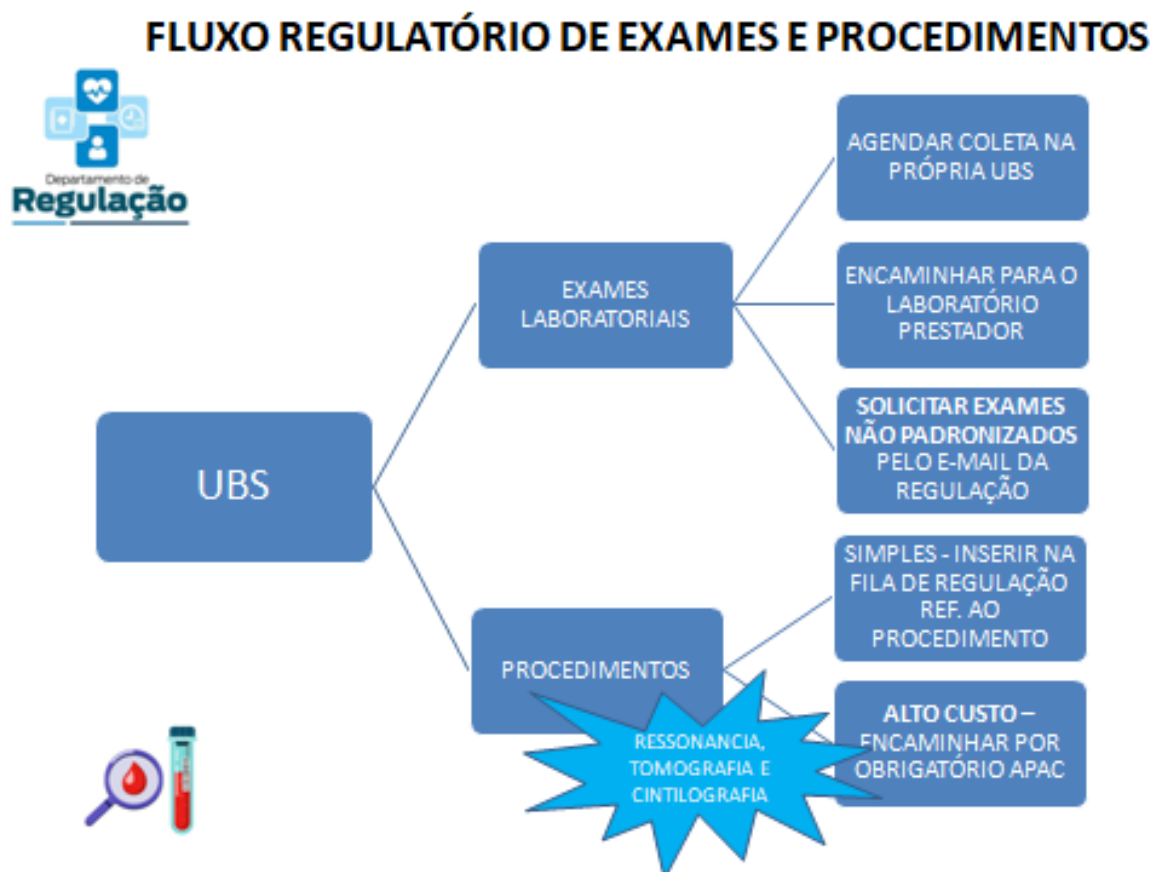 FLUXO REGULATÓRIO DE EXAMES E PROCEDIMENTOS
Departamento de
Regulação
UBS
EXAMES
LABORATORIAIS
AGENDAR COLETA NA
PRÓPRIA UBS
ENCAMINHAR PARA O
LABORATÓRIO
PRESTADOR
SOLICITAR EXAMES
NÃO PADRONIZADOS
PELO E-MAIL DA
REGULAÇÃO
PROCEDIMENTOS
SIMPLES - INSERIR NA
FILA DE REGULAÇÃO
REF. AO
PROCEDIMENTO
ALTO CUSTO –
ENCAMINHAR POR
OBRIGATÓRIO APAC
RESSONANCIA,
TOMOGRAFIA E
CINTILOGRAFIA